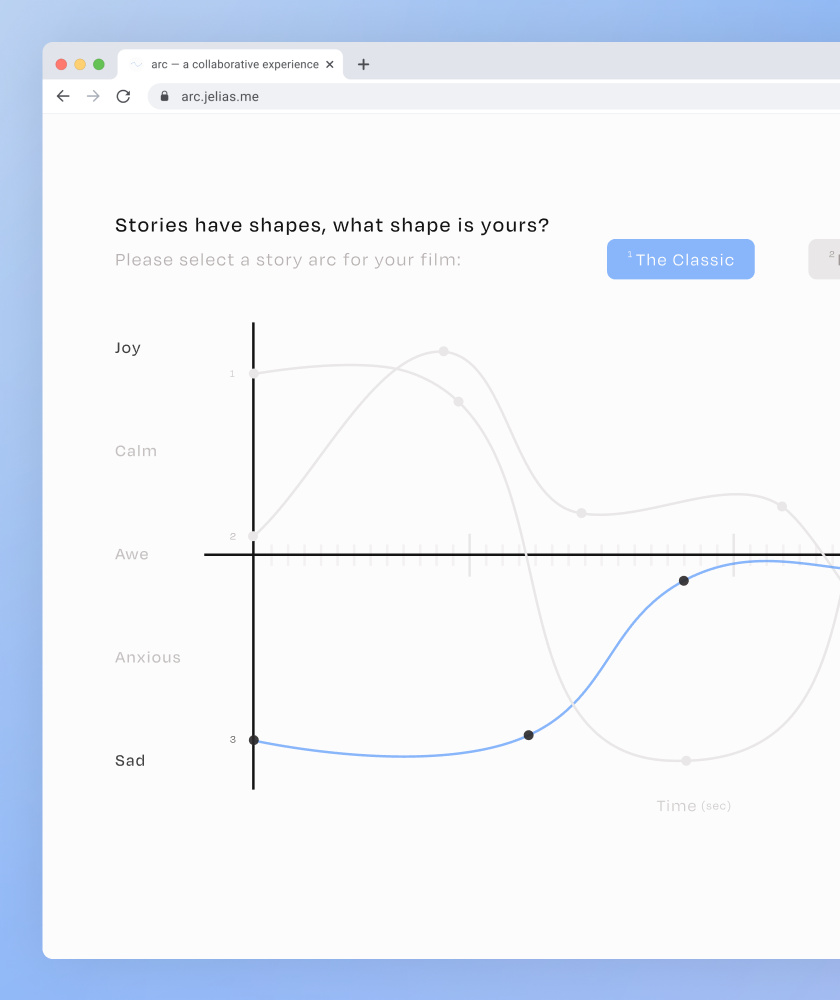 arc — a collaborative experience
arc.jelias.me
Stories have shapes, what shape is yours?
Please select a story arc for your film:
1 The Classic
2
Joy
1
Calm
2
Awe
Anxious
3
Sad
Time (sec)